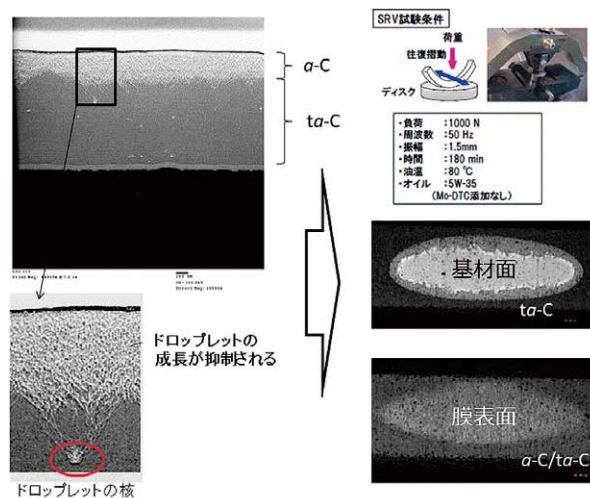 a-C
ta-C
SRV試験条件
荷重
往復摺動
ディスク
・負荷 :1000 N
・周波数 :50 Hz
・振幅 :1.5mm
・時間 :180 min
・油温 :80 ℃
・オイル :5W-35
(Mo-DTC添加なし)
基材面
ta-C
膜表面
a-C/ta-C
ドロップレットの
成長が抑制される
ドロップレットの核